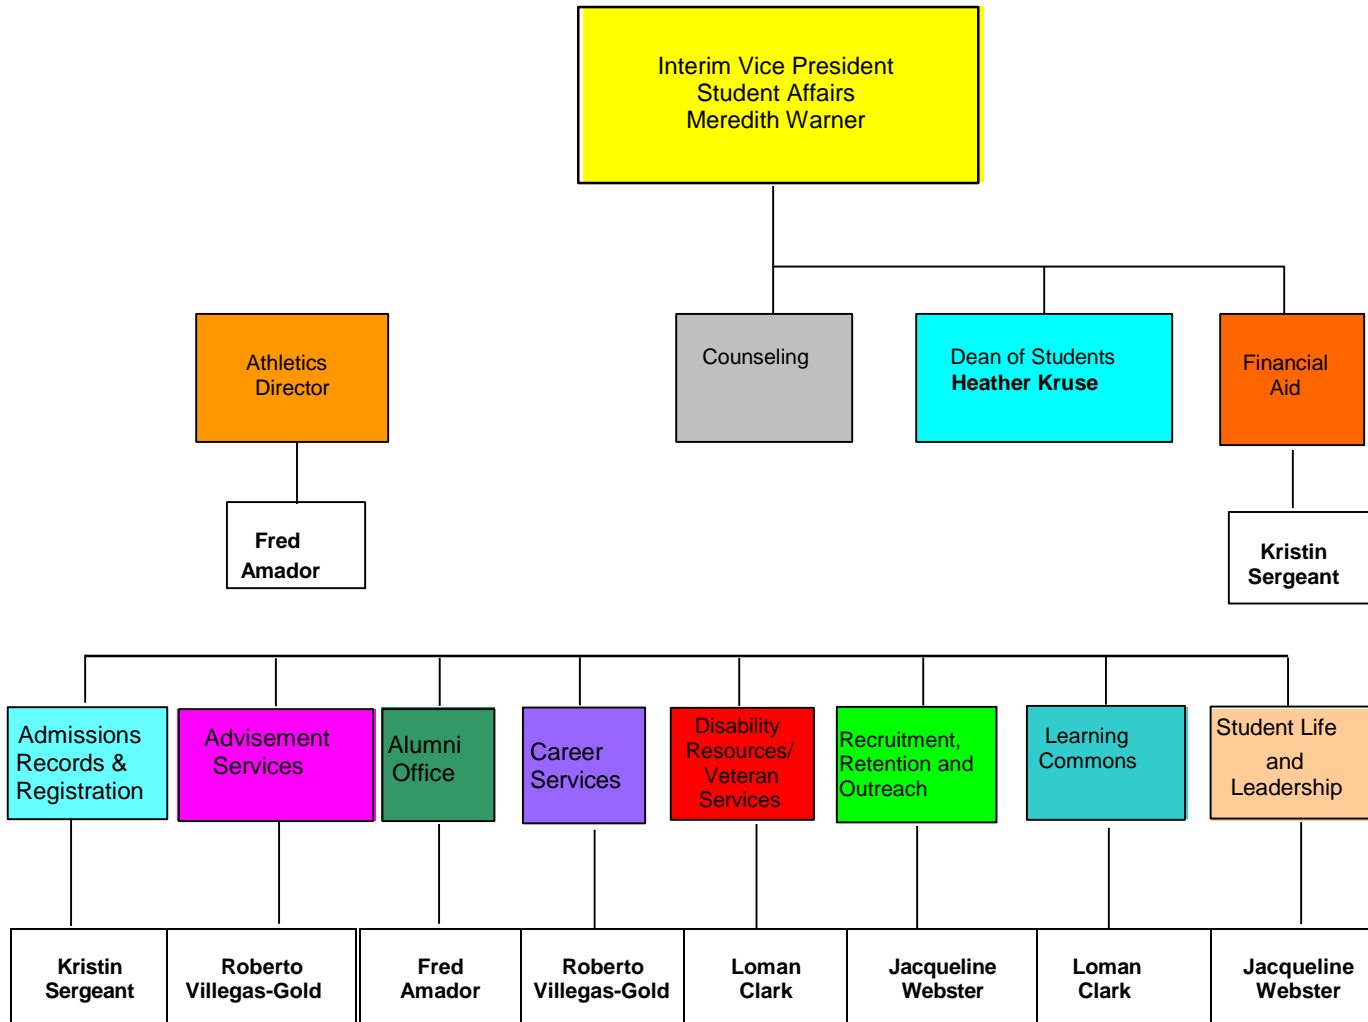 Interim Vice President
Student Affairs
Meredith Warner
Athletics
Director
Counseling
Dean of Students
Heather Kruse
Financial
Aid
Fred
Amador
Kristin
Sergeant
Admissions
Records &
Registration
Advisement
Services
Alumni
Office
Career
Services
Disability
Resources/
Veteran
Services
Recruitment,
Retention and
Outreach
Learning
Commons
Student Life
and
Leadership
Kristin
Sergeant
Roberto
Villegas-Gold
Fred
Amador
Roberto
Villegas-Gold
Loman
Clark
Jacqueline
Webster
Loman
Clark
Jacqueline
Webster